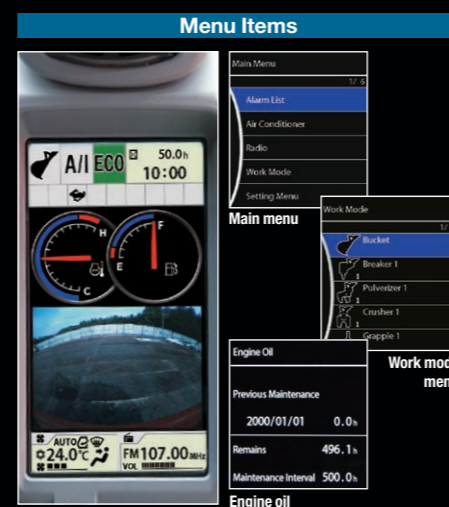 Menu Items
A/I ECO 50.0h
10:00
H
C
F
E
AUTO
24.0°C
FM107.00MHz
VOL
Main Menu
1/ 6
Alarm List
Air Conditioner
Radio
Work Mode
Setting Menu
Main menu
Work Mode
1/
Bucket
Breaker 1
1
Pulverizer 1
1
Crusher 1
1
Grapple 1
Work mod
men
Engine Oil
Previous Maintenance
2000/01/01 0.0h
Remains 496.1h
Maintenance Interval 500.0h
Engine oil